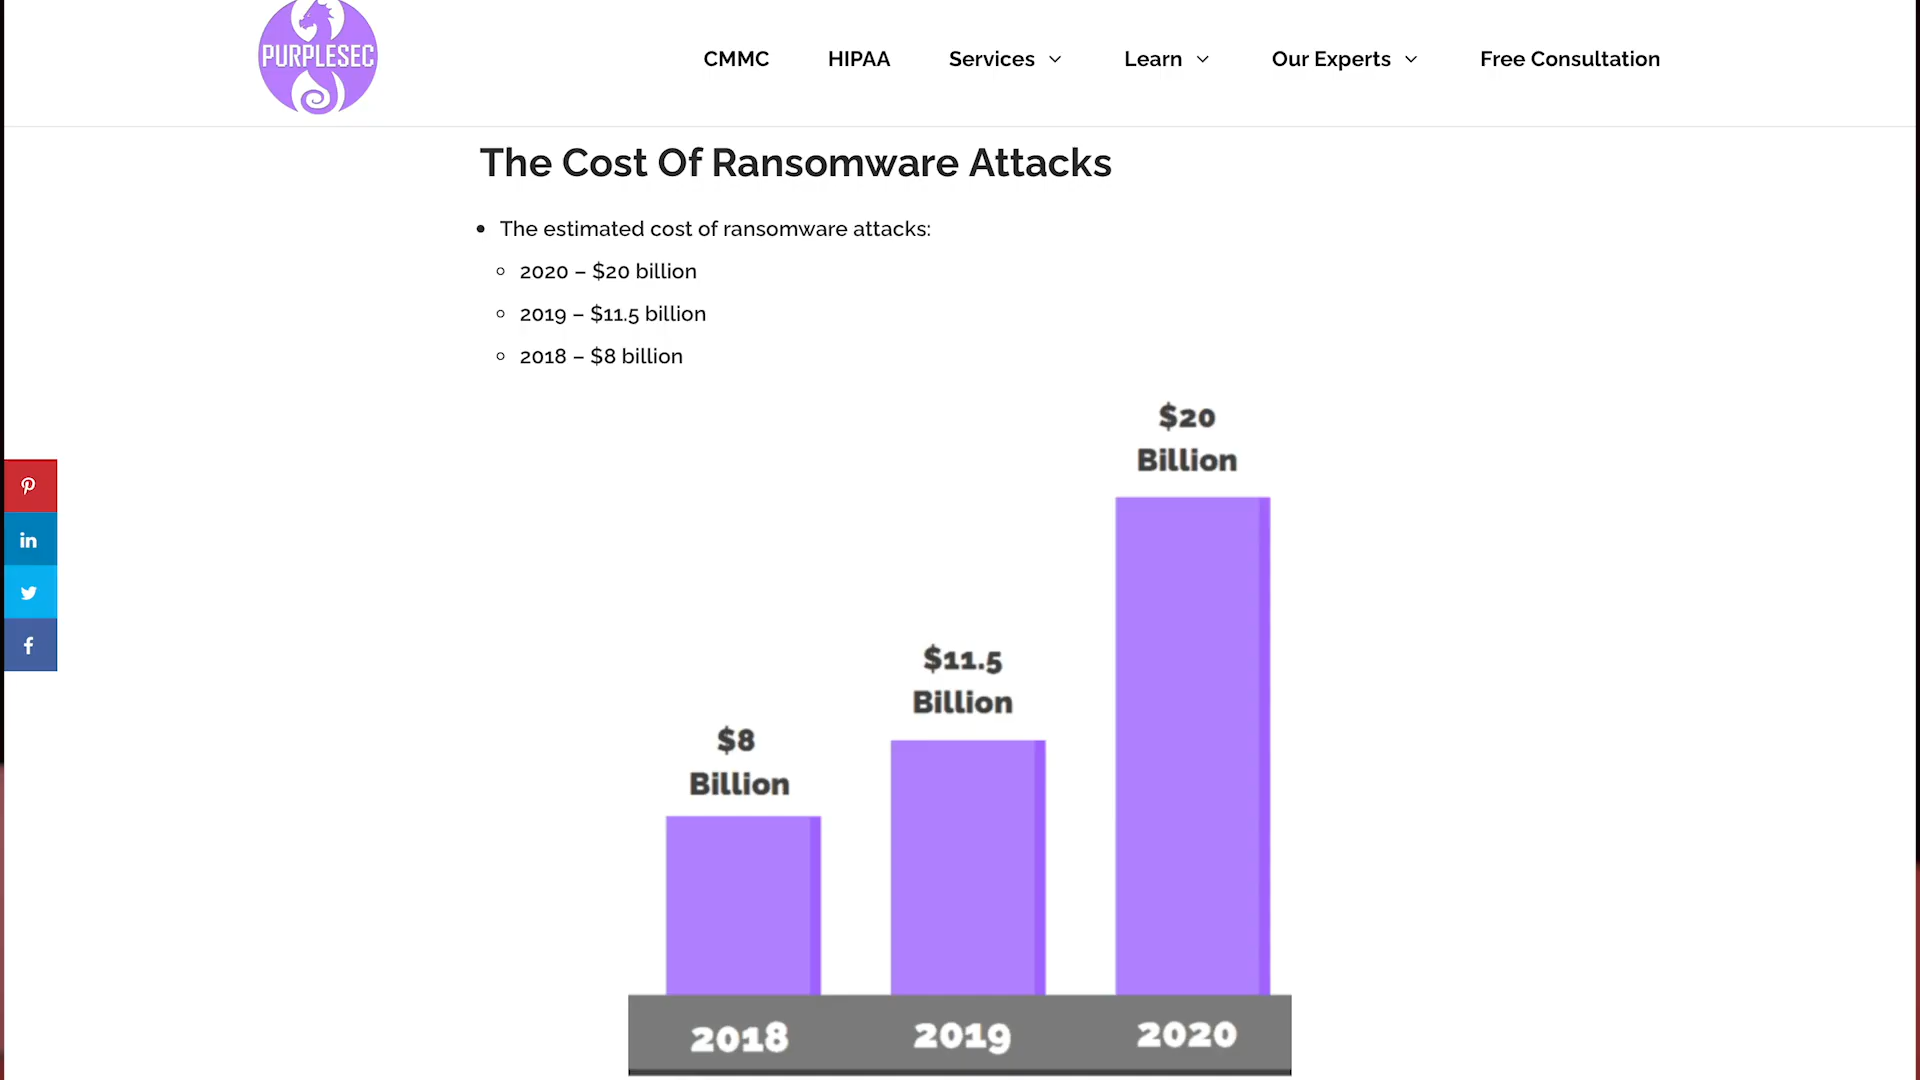 PURPLESEC
CMMC HIPAA Services Learn Our Experts Free Consultation
The Cost Of Ransomware Attacks
The estimated cost of ransomware attacks:
2020 – $20 billion
2019 – $11.5 billion
2018 – $8 billion
$20
Billion
$11.5
Billion
$8
Billion
in
f
2018 2019 2020